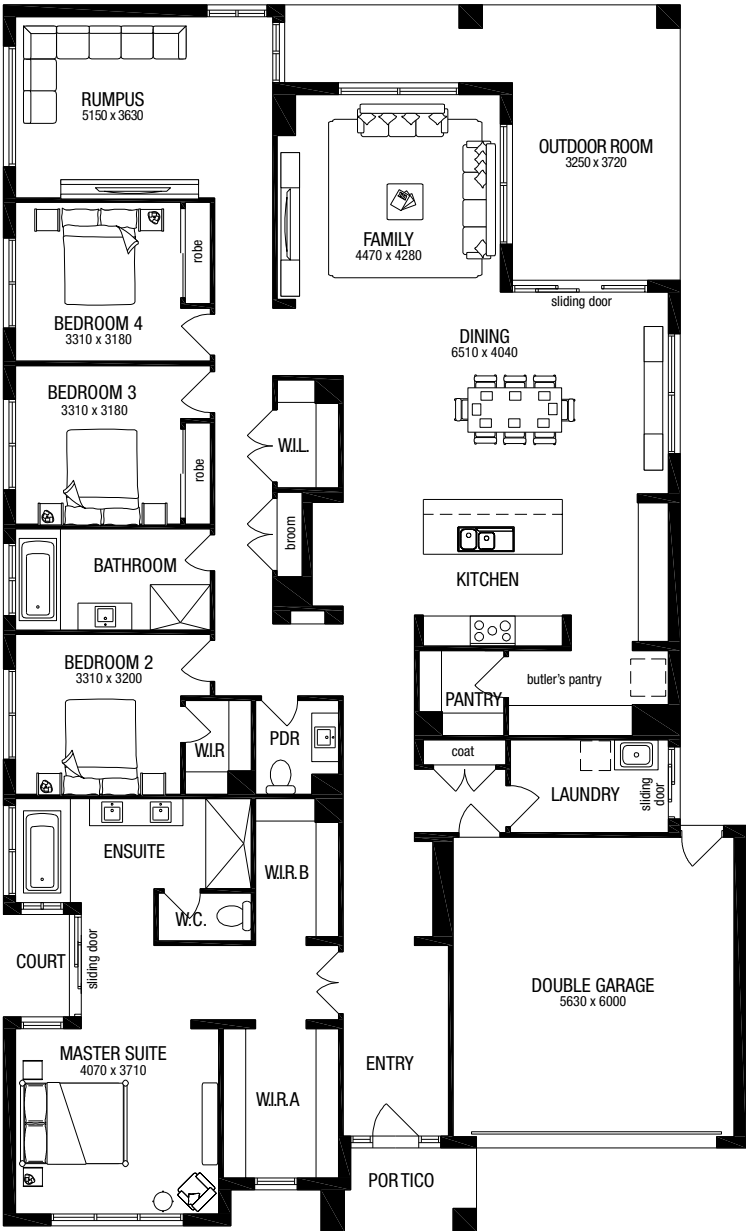 RUMPUS
5150 x 3630
OUTDOOR ROOM
3250 x 3720
FAMILY
4470 x 4280
robe
BEDROOM 4
3310 x 3180
sliding door
DINING
6510 x 4040
BEDROOM 3
3310 x 3180
robe
W.I.L.
broom
BATHROOM
KITCHEN
BEDROOM 2
3310 x 3200
PANTRY
butler's pantry
W.I.R
PDR
coat
LAUNDRY
sliding
door
ENSUITE
W.I.R.B
W.C.
COURT
sliding door
DOUBLE GARAGE
5630 x 6000
MASTER SUITE
4070 x 3710
ENTRY
W.I.R.A
PORTICO